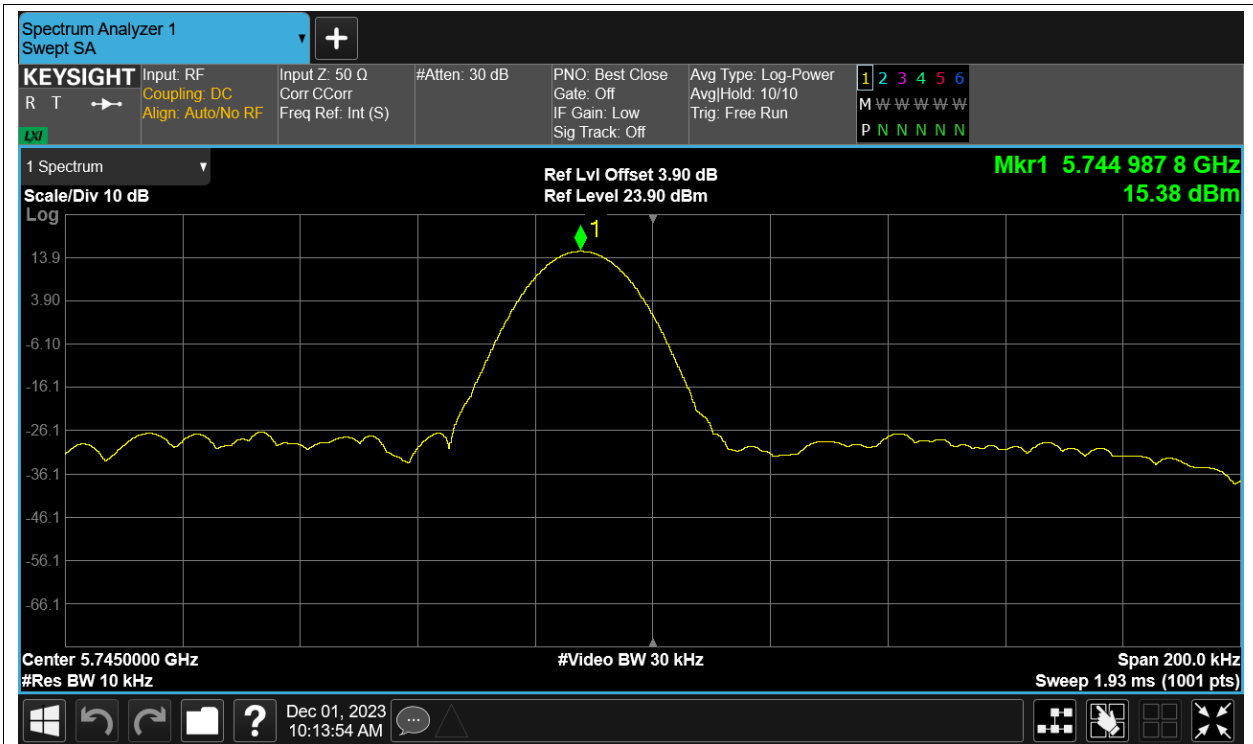 Spectrum Analyzer 1
Swept SA
KEYSIGHT
R T
LXI
Input: RF
Coupling: DC
Align: Auto/No RF
Input Z: 50 Ω
Corr CCorr
Freq Ref: Int (S)
#Atten: 30 dB
PNO: Best Close
Gate: Off
IF Gain: Low
Sig Track: Off
Avg Type: Log-Power
Avg|Hold: 10/10
Trig: Free Run
1 2 3 4 5 6
M W W W W W
P N N N N N
1 Spectrum
Scale/Div 10 dB
Log
Ref Lvl Offset 3.90 dB
Ref Level 23.90 dBm
Mkr1 5.744 987 8 GHz
15.38 dBm
1
13.9
3.90
-6.10
-16.1
-26.1
-36.1
-46.1
-56.1
-66.1
Center 5.7450000 GHz
#Res BW 10 kHz
#Video BW 30 kHz
Span 200.0 kHz
Sweep 1.93 ms (1001 pts)
?
Dec 01, 2023
10:13:54 AM